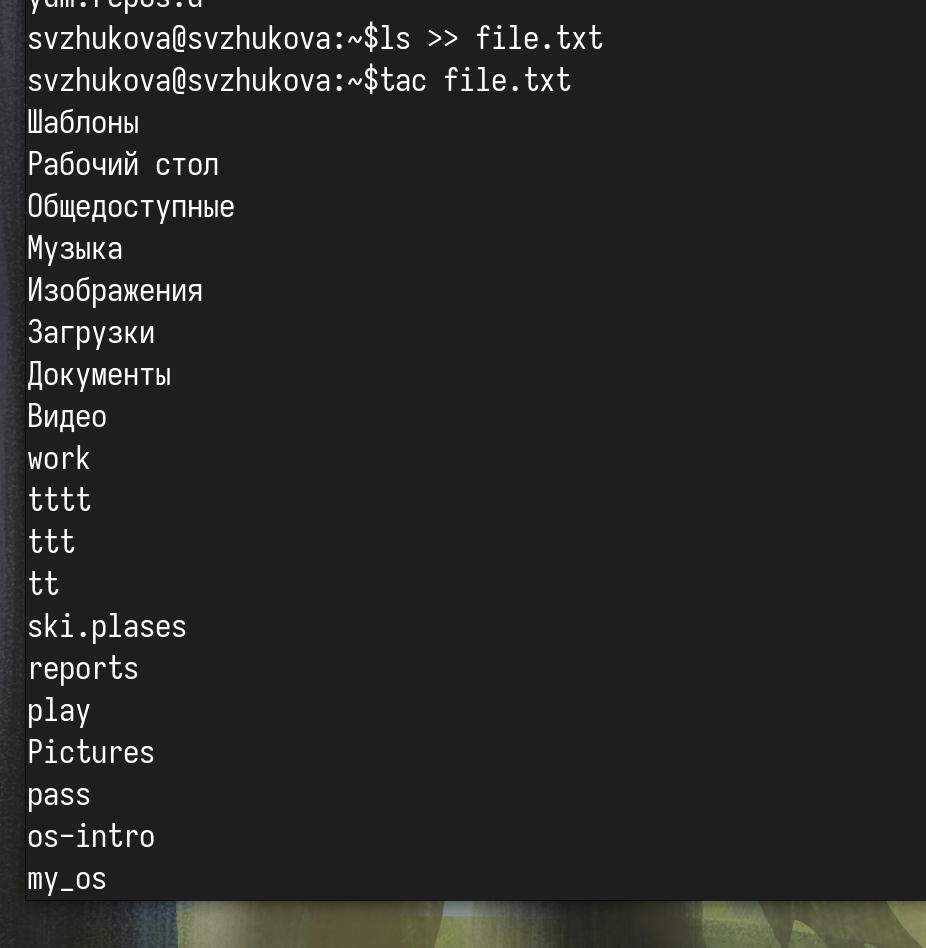 yum.repos.d
svzhukova@svzhukova:~$ls >> file.txt
svzhukova@svzhukova:~$tac file.txt
Шаблоны
Рабочий стол
Общедоступные
Музыка
Изображения
Загрузки
Документы
Видео
work
tttt
ttt
tt
ski.plases
reports
play
Pictures
pass
os-intro
my_os